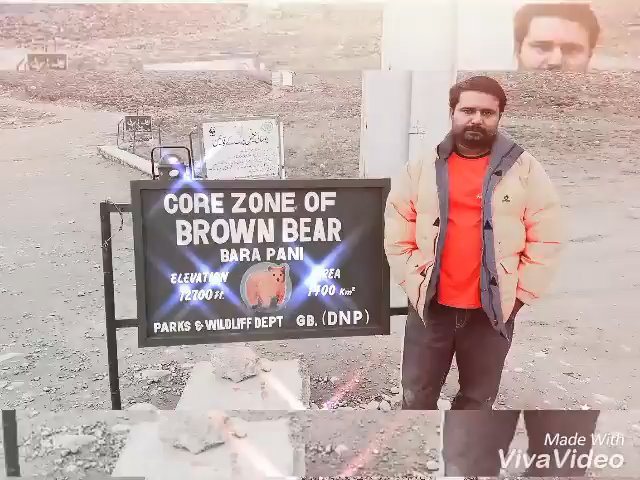 CORE ZONE OF
BROWN BEAR
BARA PANI
ELEVATION
12700 ft.
AREA
1400 Km²
PARKS & WILDLIFF DEPT GB. (DNP)
Made With
VivaVideo